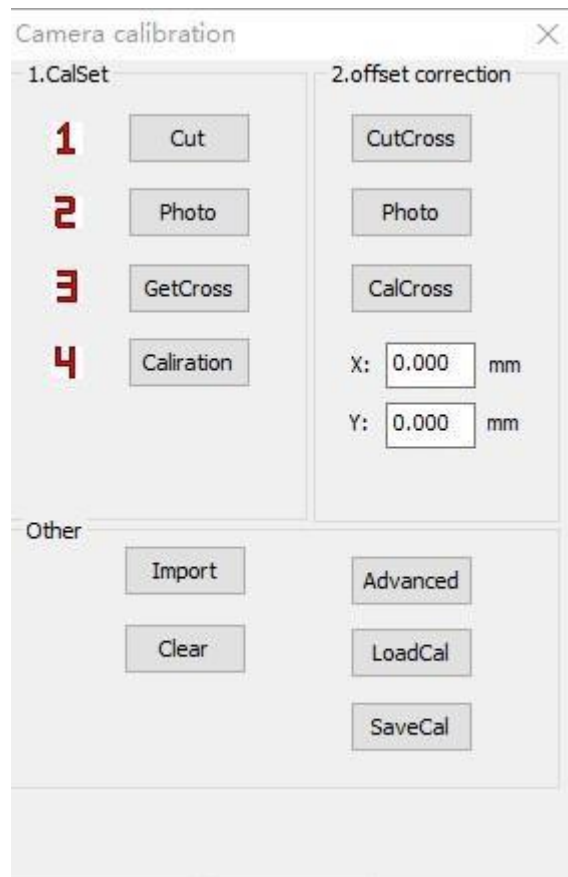 Camera calibration
1.CalSet
1 Cut
2 Photo
3 GetCross
4 Caliration
2.offset correction
CutCross
Photo
CalCross
X: 0.000 mm
Y: 0.000 mm
Other
Import
Clear
Advanced
LoadCal
SaveCal